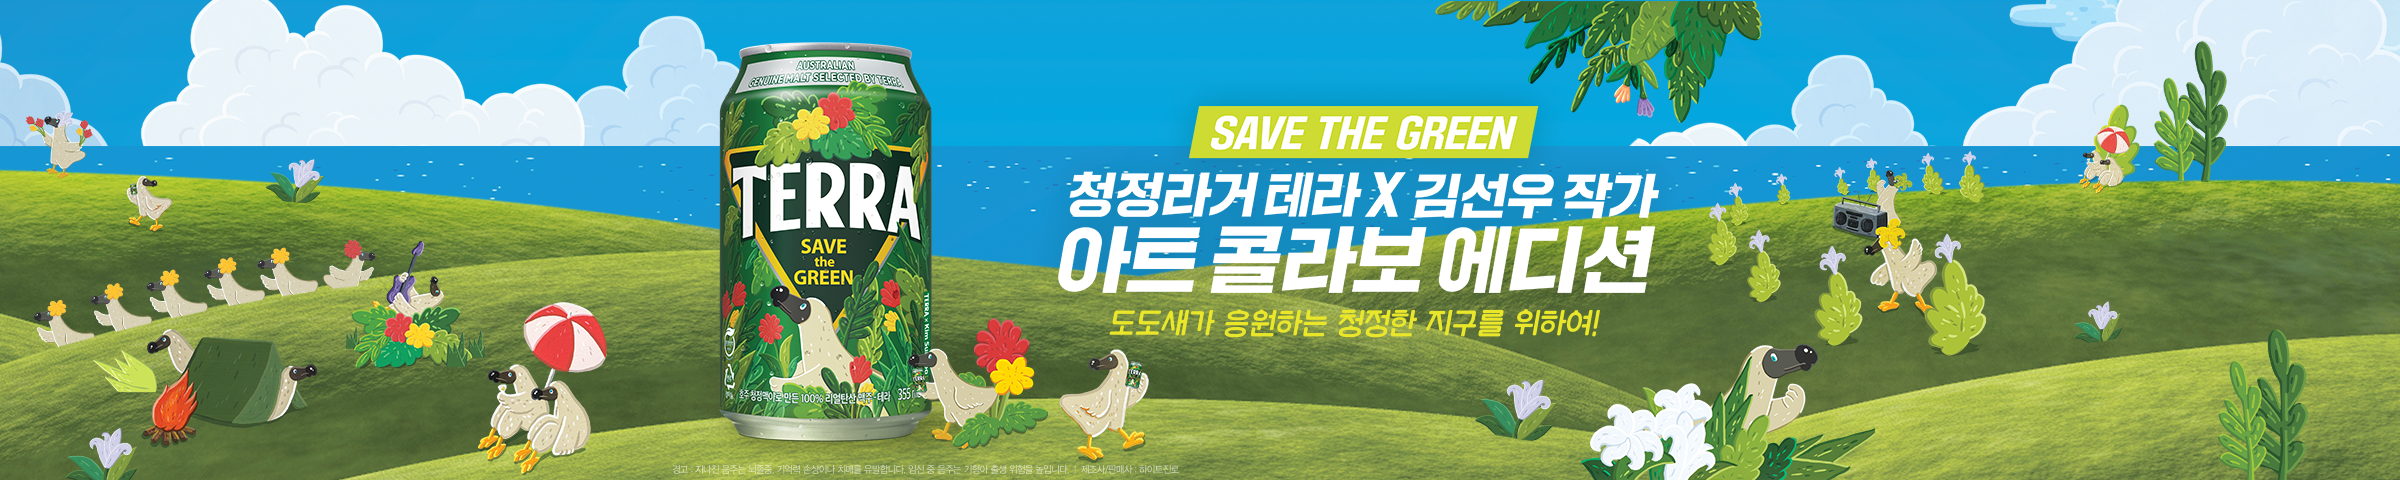 AUSTRALIAN
GENUINE MALT SELECTED BY TERRA
TERRA
SAVE
the
GREEN
TERRA x Kim Su
호주 청정맥아로 만든 100% 리얼탄산 맥주-테라 355
SAVE THE GREEN
청정라거 테라 X 김선우 작가
아트 콜라보 에디션
도도새가 응원하는 청정한 지구를 위하여!
경고 : 지나친 음주는 뇌졸중, 기억력 손상이나 치매를 유발합니다. 임신 중 음주는 기형아 출생 위험을 높입니다. | 제조사/판매사 : 하이트진로